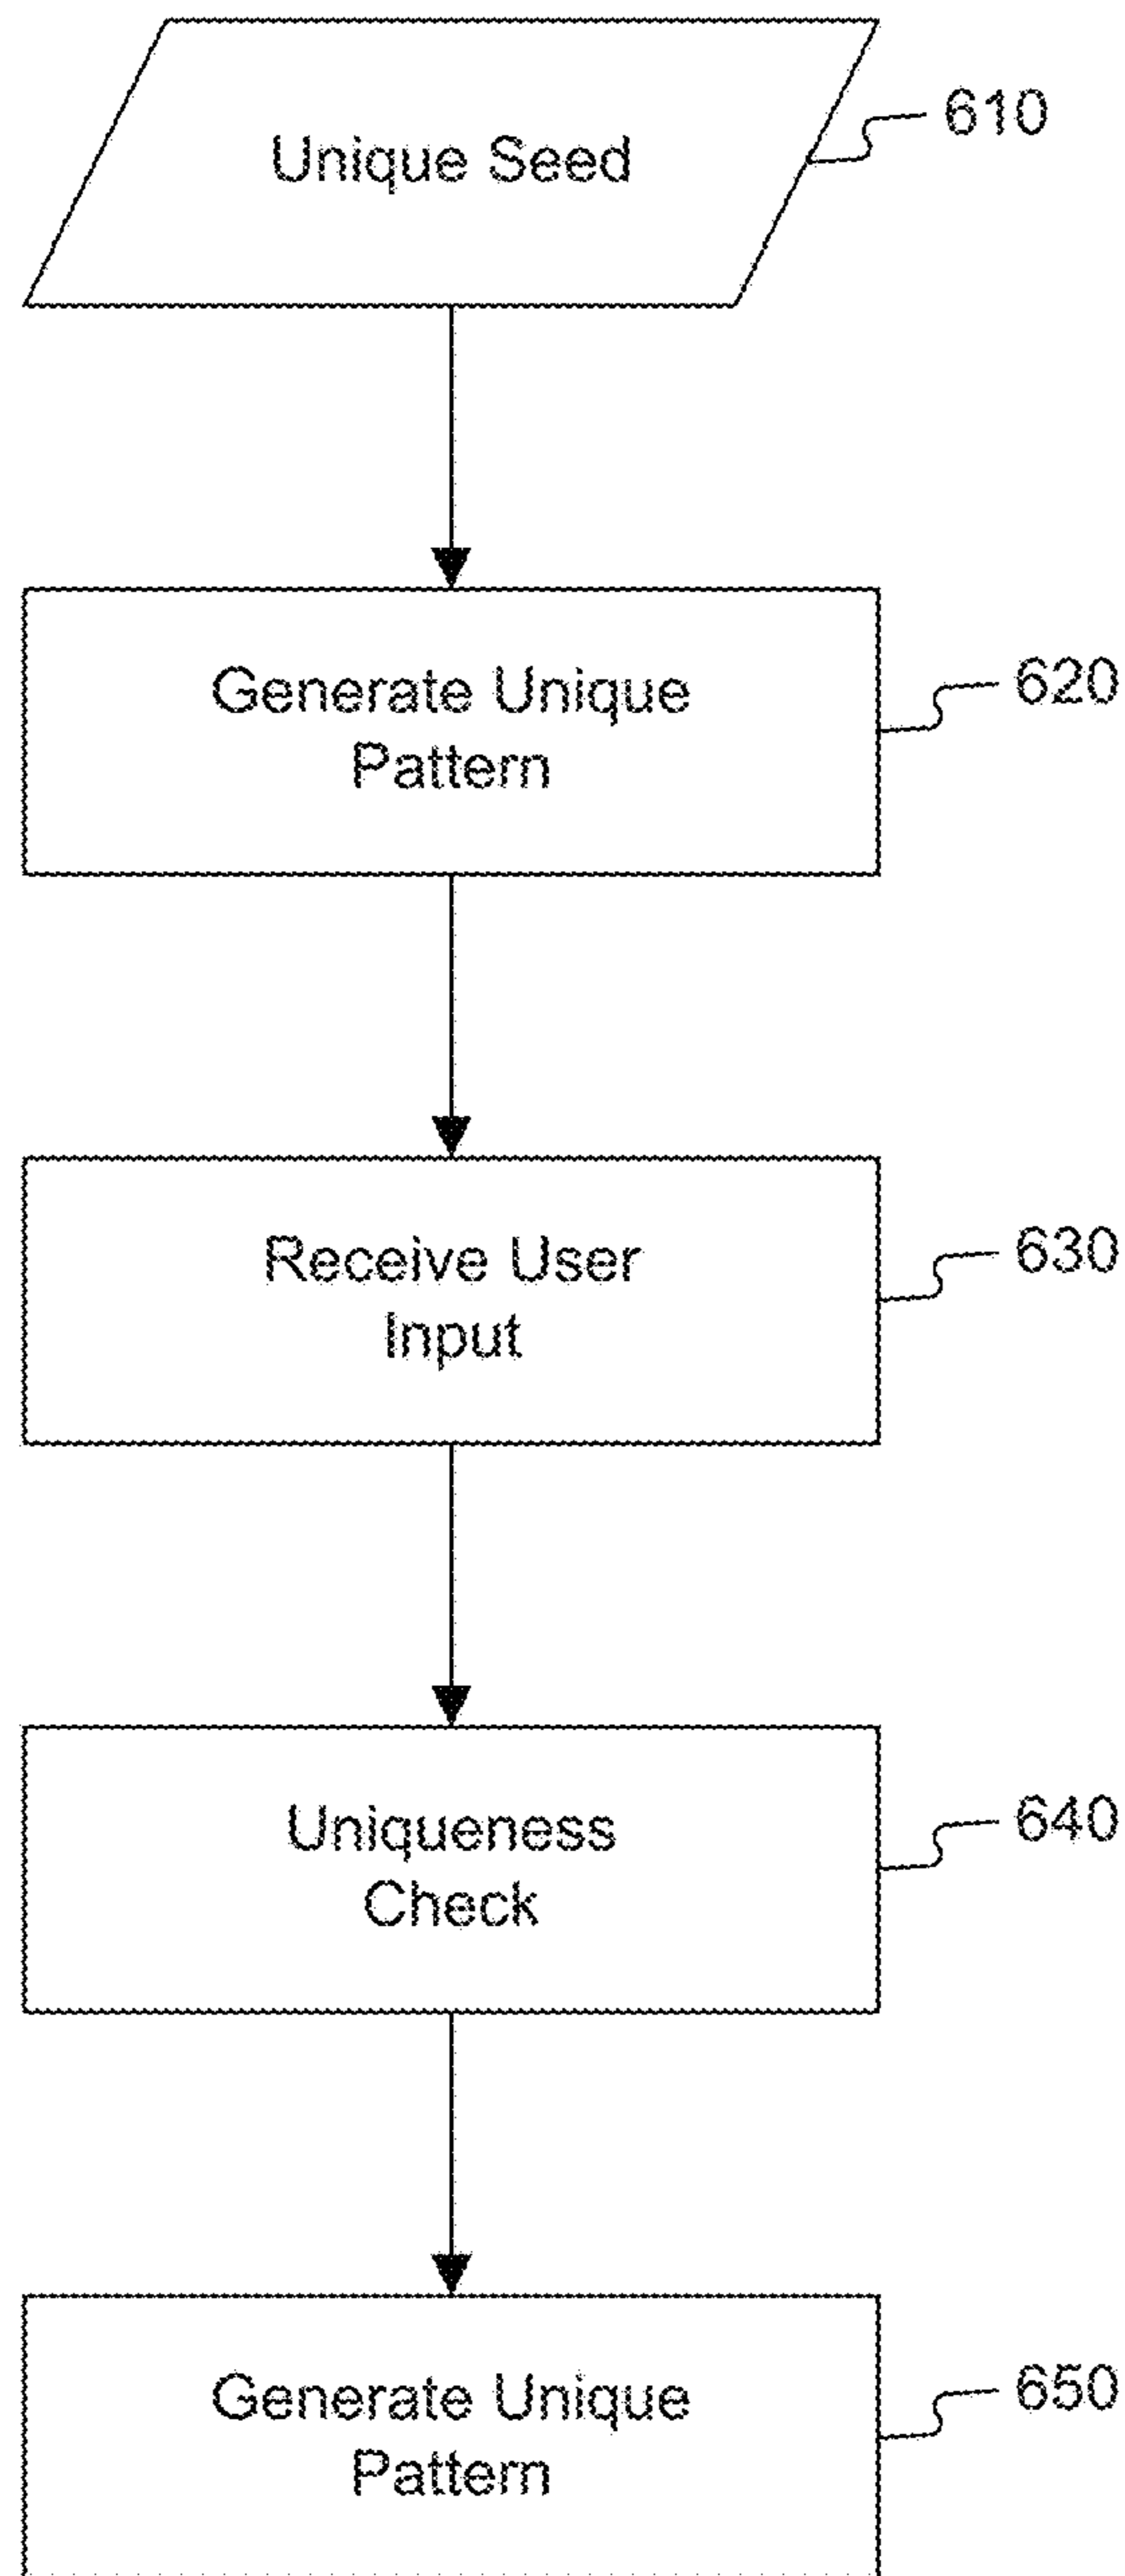 Unique Seed
610
Generate Unique
Pattern
620
Receive User
Input
630
Uniqueness
Check
640
Generate Unique
Pattern
650